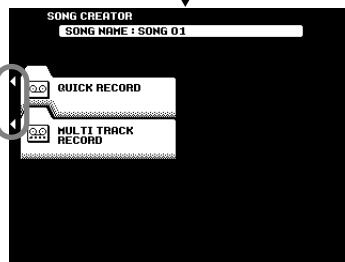 SONG CREATOR
SONG NAME : SONG 01
QUICK RECORD
MULTI TRACK
RECORD